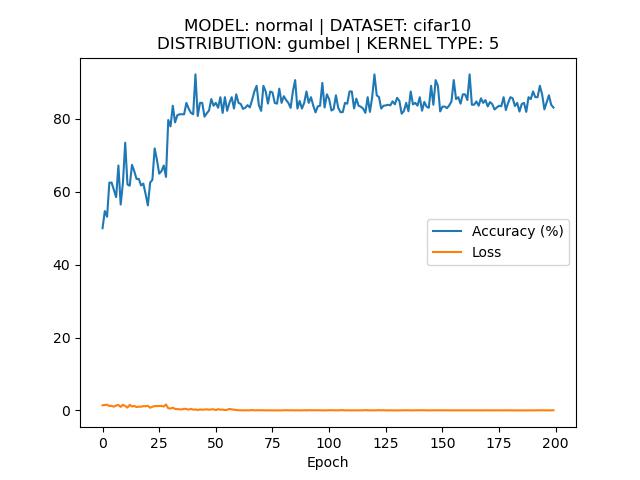 MODEL: normal | DATASET: cifar10
DISTRIBUTION: gumbel | KERNEL TYPE: 5
80
60
40
20
0
Accuracy (%)
Loss
0 25 50 75 100 125 150 175 200
Epoch